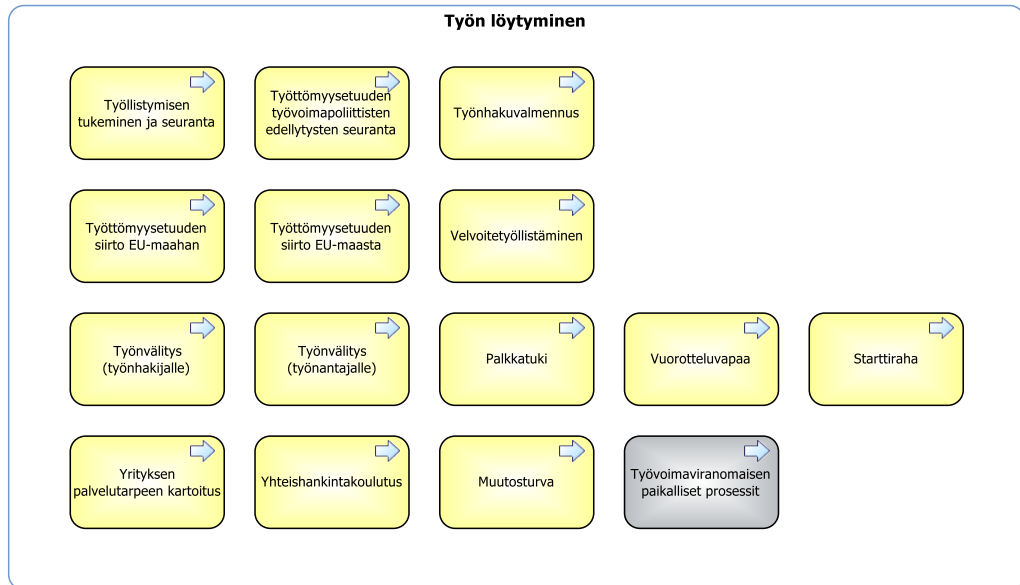 Työn löytyminen
Työllistymisen
tukeminen ja seuranta
Työttömyysetuuden
työvoimapoliittisten
edellytysten seuranta
Työnhakuvalmennus
Työttömyysetuuden
siirto EU-maahan
Työttömyysetuuden
siirto EU-maasta
Velvoitetyöllistäminen
Työnvälitys
(työnhakijalle)
Työnvälitys
(työnantajalle)
Palkkatuki
Vuorotteluvapaa
Starttiraha
Yrityksen
palvelutarpeen kartoitus
Yhteishankintakoulutus
Muutosturva
Työvoimaviranomaisen
paikalliset prosessit